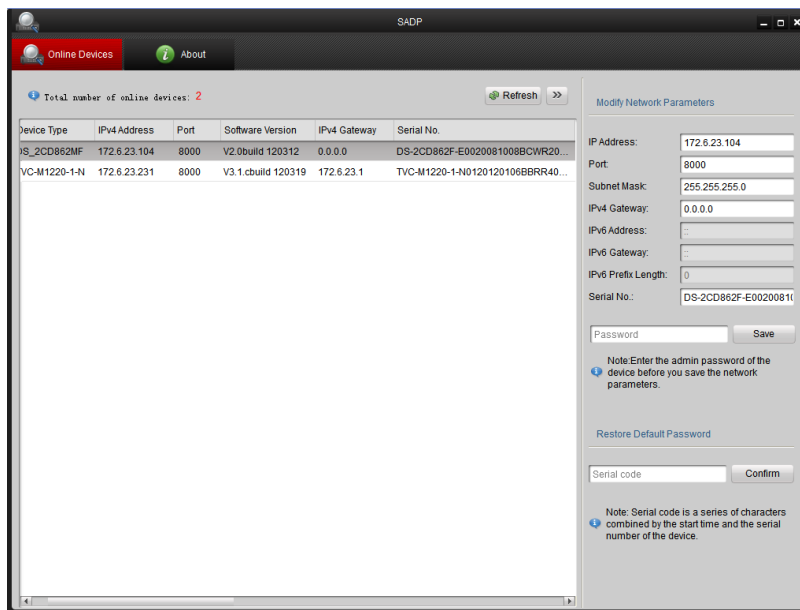 SADP
Online Devices
About
Total number of online devices: 2
Refresh
>>
Device Type IPv4 Address Port Software Version IPv4 Gateway Serial No.
DS_2CD862MF 172.6.23.104 8000 V2.0build 120312 0.0.0.0 DS-2CD862F-E0020081008BCWR20...
TVC-M1220-1-N 172.6.23.231 8000 V3.1.cbuild 120319 172.6.23.1 TVC-M1220-1-N0120120106BBRR40...
Modify Network Parameters
IP Address: 172.6.23.104
Port: 8000
Subnet Mask: 255.255.255.0
IPv4 Gateway: 0.0.0.0
IPv6 Address: ::
IPv6 Gateway: ::
IPv6 Prefix Length: 0
Serial No.: DS-2CD862F-E0020081(
Password
Save
Note:Enter the admin password of the
device before you save the network
parameters.
Restore Default Password
Serial code
Confirm
Note: Serial code is a series of characters
combined by the start time and the serial
number of the device.